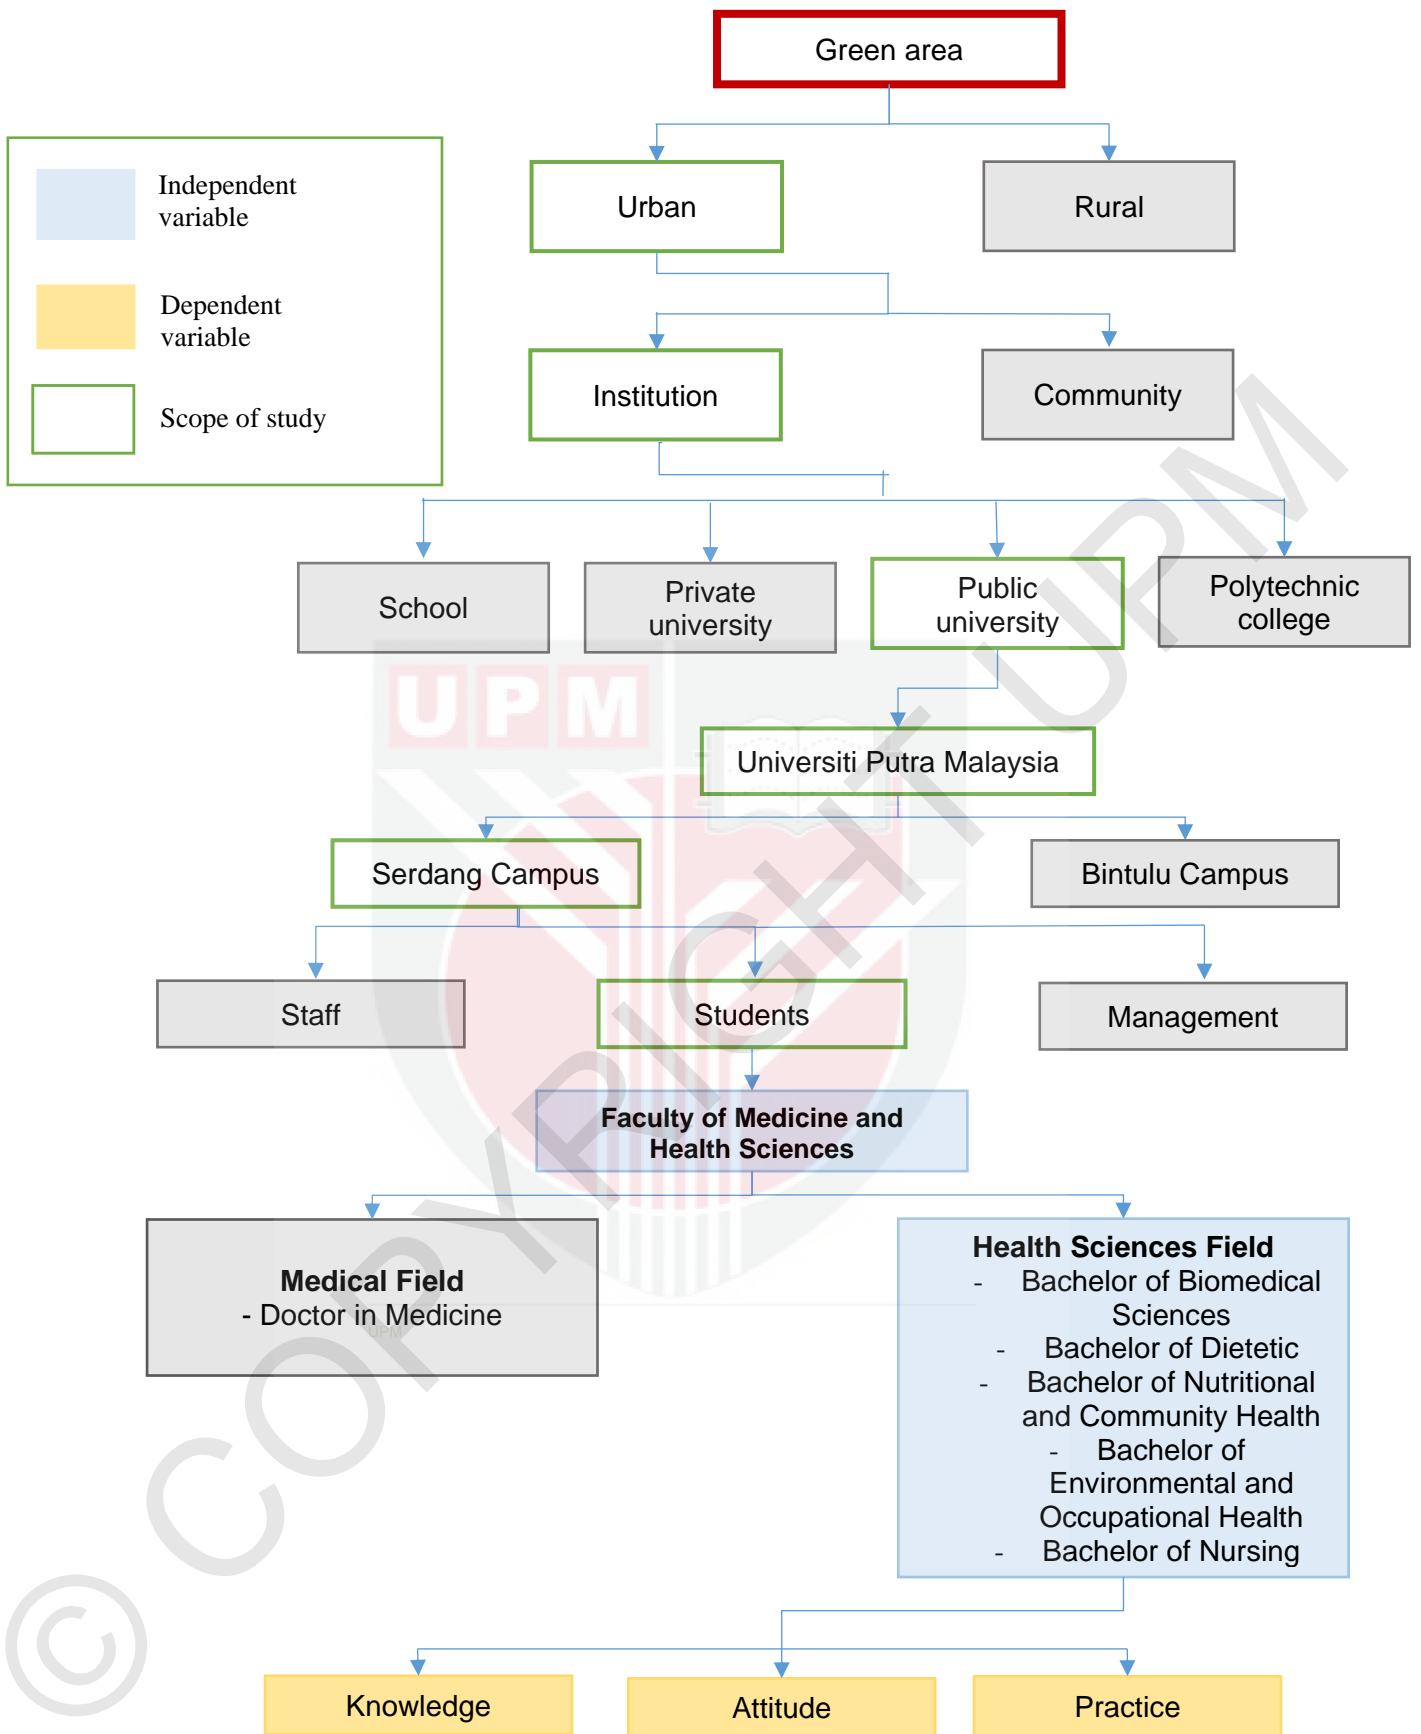 Green area
Independent
variable
Dependent
variable
Scope of study
Urban
Rural
Institution
Community
School
Private
university
Public
university
Polytechnic
college
UPM
Universiti Putra Malaysia
Serdang Campus
Bintulu Campus
Staff
Students
Management
Faculty of Medicine and
Health Sciences
Medical Field
- Doctor in Medicine
UPM
Health Sciences Field
- Bachelor of Biomedical
Sciences
- Bachelor of Dietetic
- Bachelor of Nutritional
and Community Health
- Bachelor of
Environmental and
Occupational Health
- Bachelor of Nursing
Knowledge
Attitude
Practice
© COPYRIGHT UPM